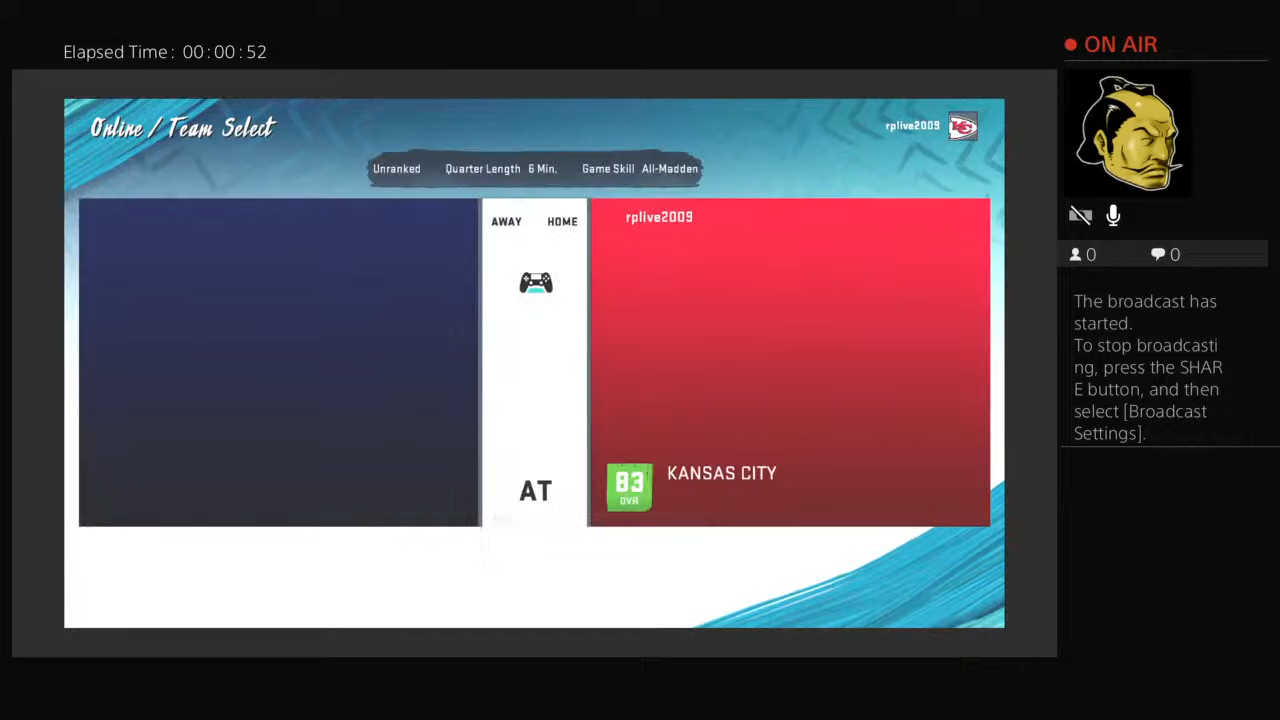 Elapsed Time: 00:00:52
ON AIR
Online / Team Select
rplive2009
KC
Unranked Quarter Length 6 Min. Game Skill All-Madden
AWAY HOME
rplive2009
AT
83
OVR
KANSAS CITY
0 0
The broadcast has
started.
To stop broadcasti
ng, press the SHAR
E button, and then
select [Broadcast
Settings].